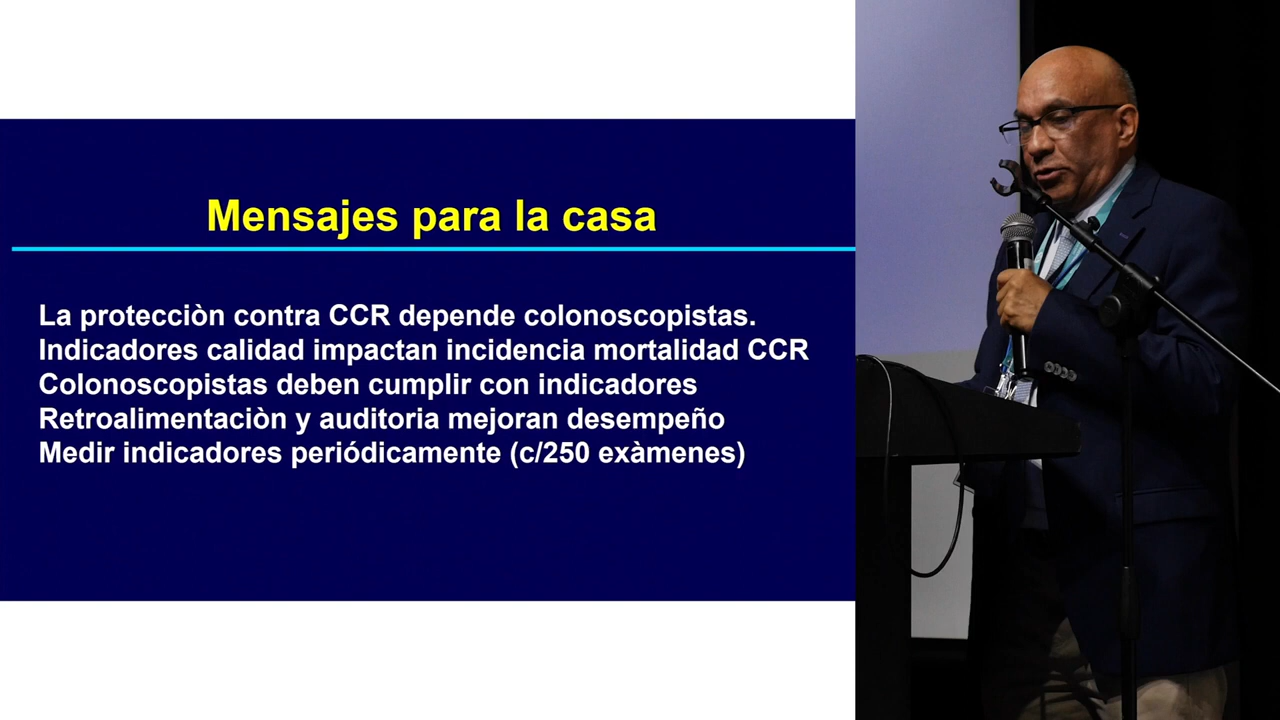 Mensajes para la casa
La protecciòn contra CCR depende colonoscopistas.
Indicadores calidad impactan incidencia mortalidad CCR
Colonoscopistas deben cumplir con indicadores
Retroalimentaciòn y auditoria mejoran desempeño
Medir indicadores periódicamente (c/250 exàmenes)